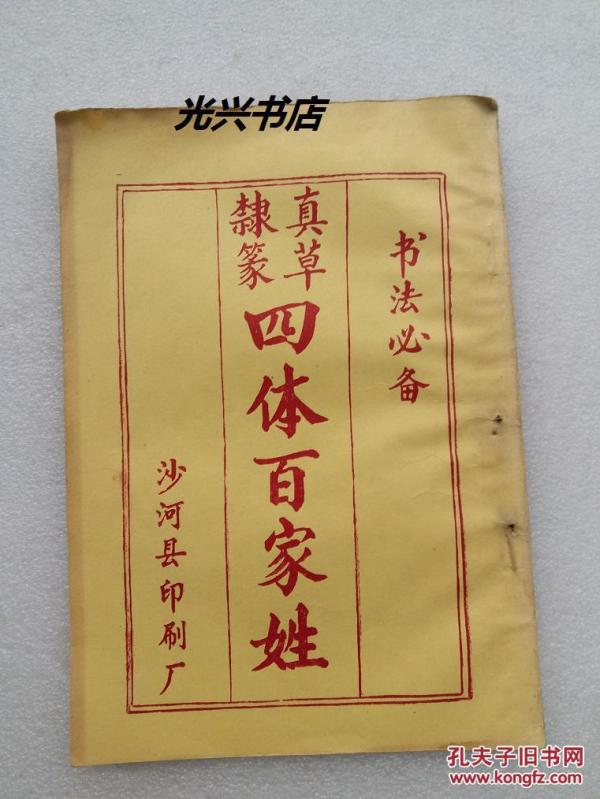 光兴书店
书法必备
真草
隸篆
四体百家姓
沙河县印刷厂
孔夫子旧书网
www.kongfz.com